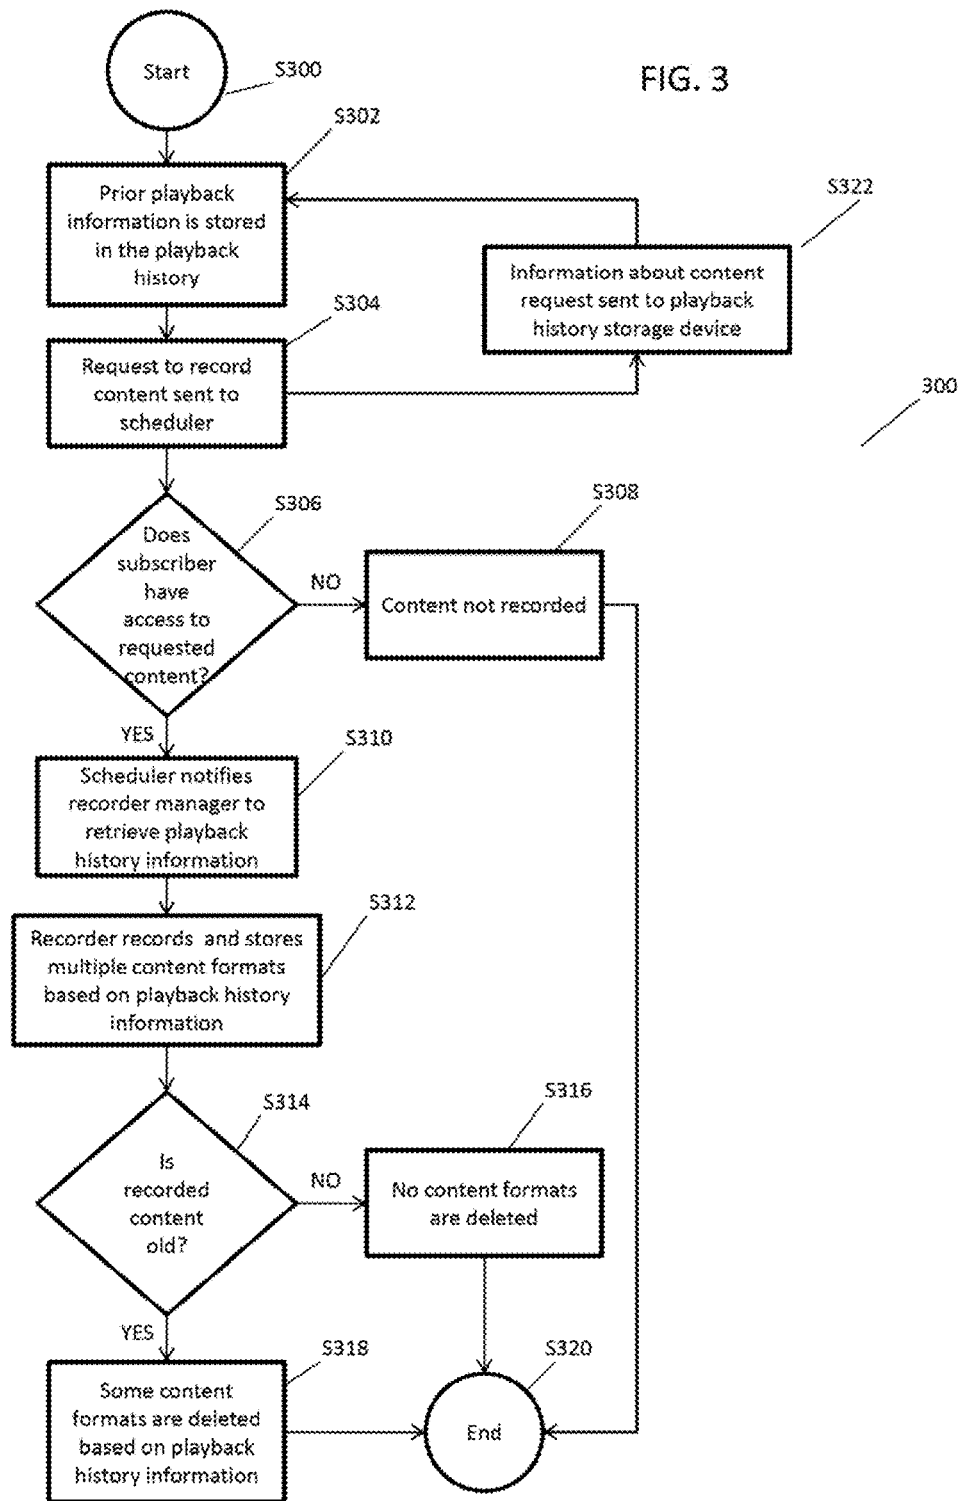 FIG. 3
Start
S300
S302
Prior playback
information is stored
in the playback
history
S322
Information about content
request sent to playback
history storage device
S304
Request to record
content sent to
scheduler
300
S306
Does
subscriber
have
access to
requested
content?
NO
S308
Content not recorded
YES
S310
Scheduler notifies
recorder manager to
retrieve playback
history information
S312
Recorder records and stores
multiple content formats
based on playback history
information
S314
Is
recorded
content
old?
NO
S316
No content formats
are deleted
YES
S318
Some content
formats are deleted
based on playback
history information
S320
End